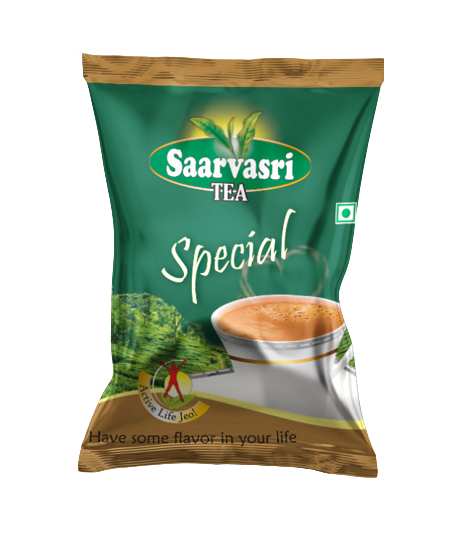 Saarvasri
TEA
Special
Active Life Jeo!
Have some flavor in your life